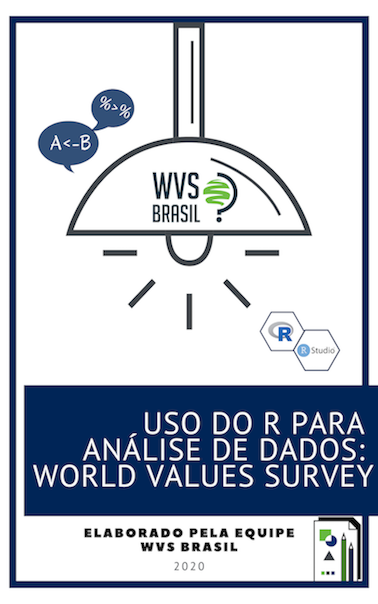 %>%
A<-B
WVS
BRASIL
R
R Studio
USO DO R PARA
ANÁLISE DE DADOS:
WORLD VALUES SURVEY
ELABORADO PELA EQUIPE
WVS BRASIL
2020